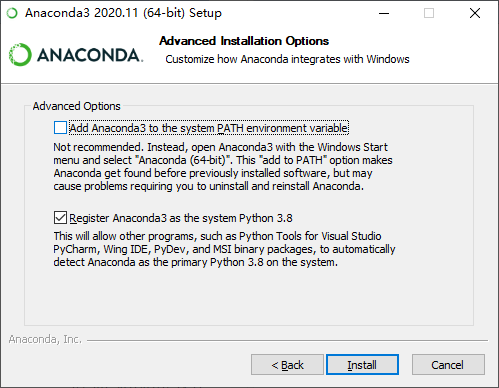 Anaconda3 2020.11 (64-bit) Setup
ANACONDA.
Advanced Installation Options
Customize how Anaconda integrates with Windows
Advanced Options
Add Anaconda3 to the system PATH environment variable
Not recommended. Instead, open Anaconda3 with the Windows Start
menu and select "Anaconda (64-bit)". This "add to PATH" option makes
Anaconda get found before previously installed software, but may
cause problems requiring you to uninstall and reinstall Anaconda.
Register Anaconda3 as the system Python 3.8
This will allow other programs, such as Python Tools for Visual Studio
PyCharm, Wing IDE, PyDev, and MSI binary packages, to automatically
detect Anaconda as the primary Python 3.8 on the system.
Anaconda, Inc.
< Back
Install
Cancel